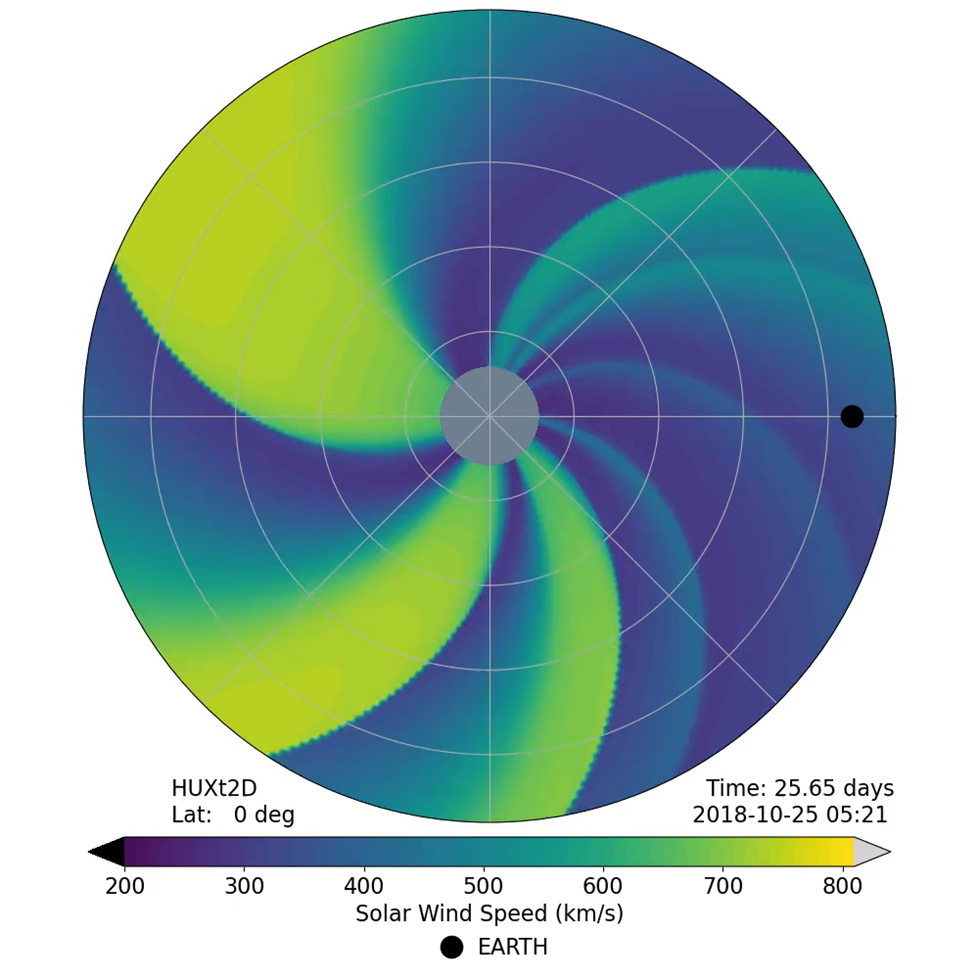 HUXt2D
Lat: 0 deg
Time: 25.65 days
2018-10-25 05:21
200 300 400 500 600 700 800
Solar Wind Speed (km/s)
EARTH